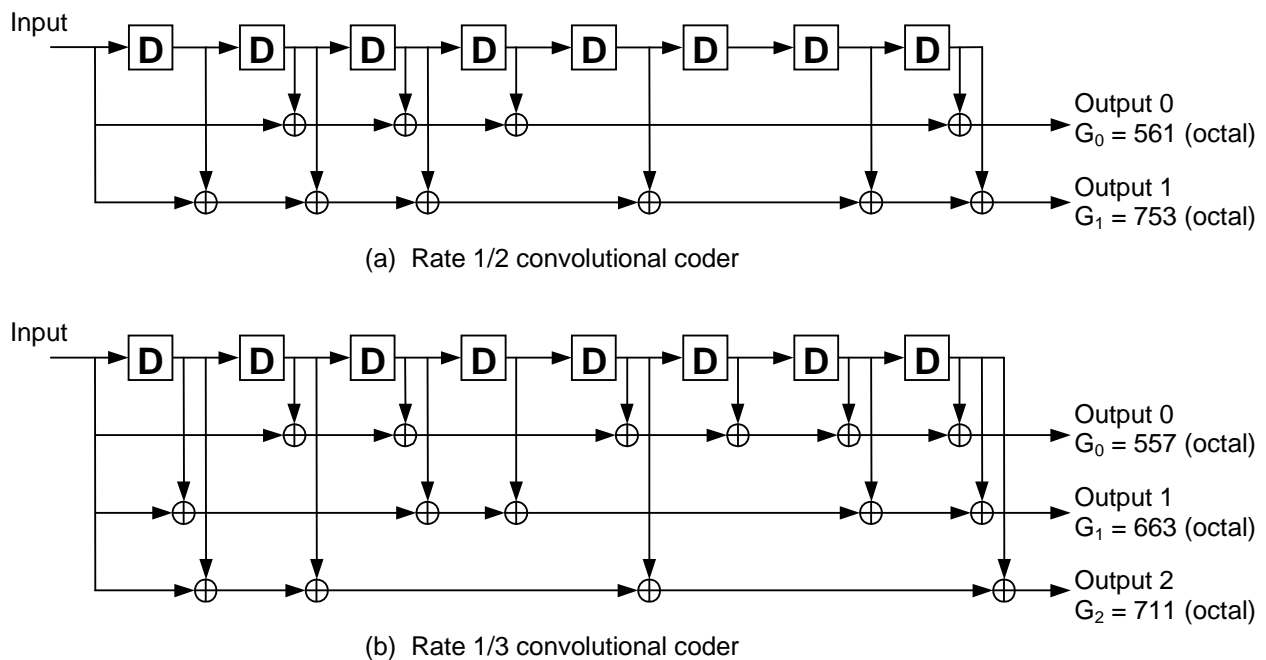 Input
D D D D D D D D
Output 0
G₀ = 561 (octal)
Output 1
G₁ = 753 (octal)
(a) Rate 1/2 convolutional coder
Input
D D D D D D D D
Output 0
G₀ = 557 (octal)
Output 1
G₁ = 663 (octal)
Output 2
G₂ = 711 (octal)
(b) Rate 1/3 convolutional coder